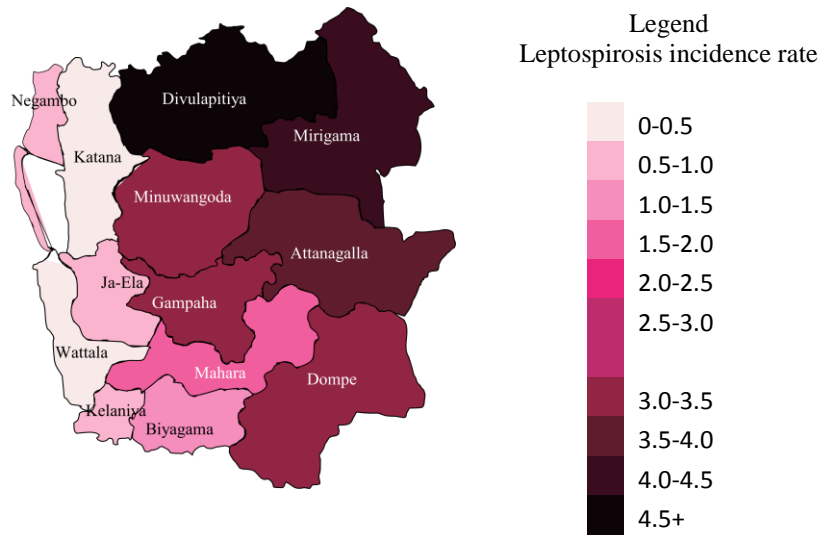 Legend
Leptospirosis incidence rate
Negambo
Divulapitiya
Mirigama
Katana
Minuwangoda
Attanagalla
Ja-Ela
Gampaha
Wattala
Mahara
Dompe
Kelaniya
Biyagama
0-0.5
0.5-1.0
1.0-1.5
1.5-2.0
2.0-2.5
2.5-3.0
3.0-3.5
3.5-4.0
4.0-4.5
4.5+